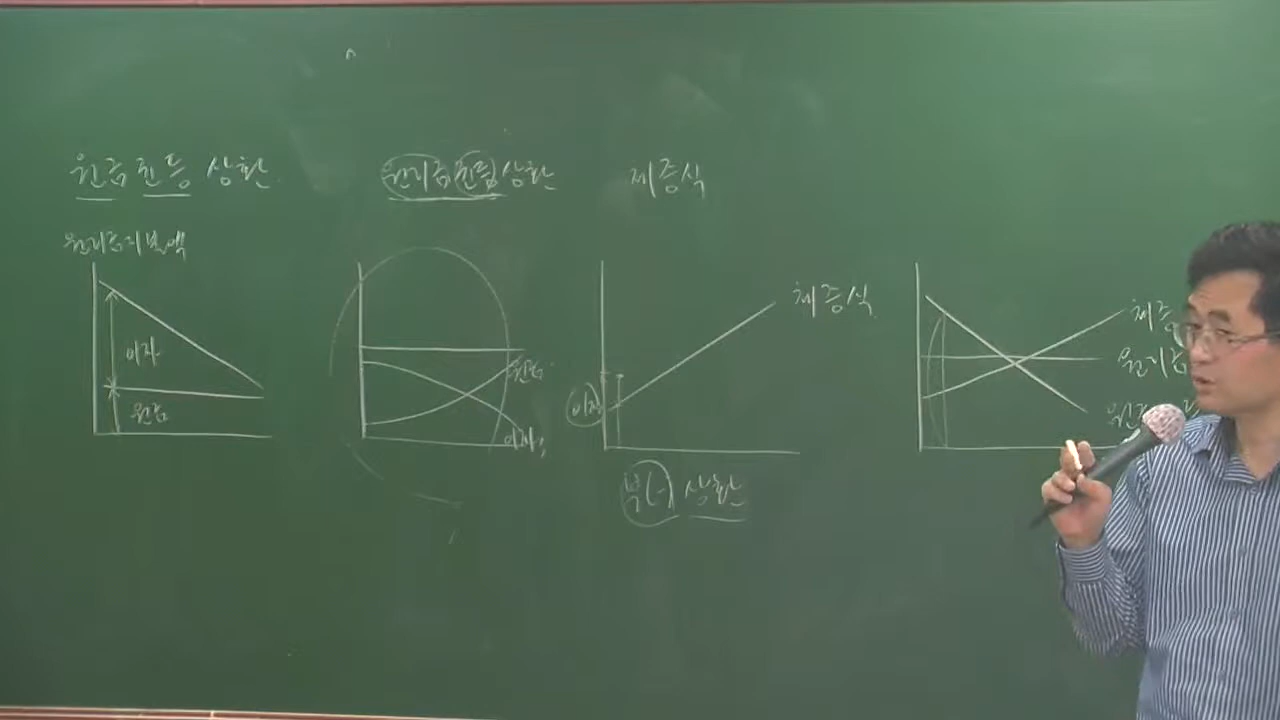 원금균등 상환
원리금균등상환
체증식
원리금지불액
이자
원금
원금
이자
이자
체증식
부(-) 상환
체증
원리금
원금